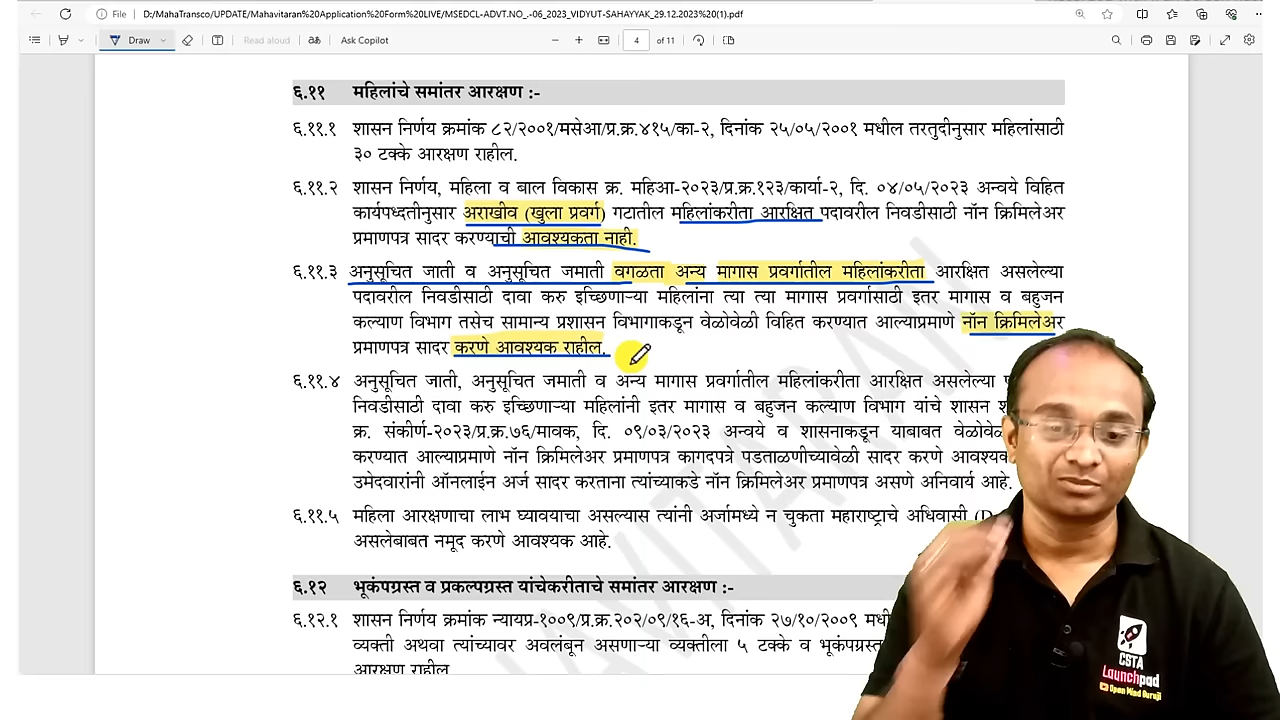 File D:/MahaTransco/UPDATE/Mahavitaran%20Application%20Form%20LIVE/MSEDCL-ADVT.NO_-06_2023_VIDYUT-SAHAYYAK_29.12.2023%20(1).pdf
Draw Read aloud Ask Copilot 4 of 11
६.११ महिलांचे समांतर आरक्षण :-
६.११.१ शासन निर्णय क्रमांक ८२/२००१/मसेआ/प्र.क्र.४१५/का-२, दिनांक २५/०५/२००१ मधील तरतुदीनुसार महिलांसाठी
३० टक्के आरक्षण राहील.
६.११.२ शासन निर्णय, महिला व बाल विकास क्र. महिआ-२०२३/प्र.क्र.१२३/कार्या-२, दि. ०४/०५/२०२३ अन्वये विहित
कार्यपध्दतीनुसार अराखीव (खुला प्रवर्ग) गटातील महिलांकरीता आरक्षित पदावरील निवडीसाठी नॉन क्रिमिलेअर
प्रमाणपत्र सादर करण्याची आवश्यकता नाही.
६.११.३ अनुसूचित जाती व अनुसूचित जमाती वगळता अन्य मागास प्रवर्गातील महिलांकरीता आरक्षित असलेल्या
पदावरील निवडीसाठी दावा करु इच्छिणाऱ्या महिलांना त्या त्या मागास प्रवर्गासाठी इतर मागास व बहुजन
कल्याण विभाग तसेच सामान्य प्रशासन विभागाकडून वेळोवेळी विहित करण्यात आल्याप्रमाणे नॉन क्रिमिलेअर
प्रमाणपत्र सादर करणे आवश्यक राहील.
६.११.४ अनुसूचित जाती, अनुसूचित जमाती व अन्य मागास प्रवर्गातील महिलांकरीता आरक्षित असलेल्या
निवडीसाठी दावा करु इच्छिणाऱ्या महिलांनी इतर मागास व बहुजन कल्याण विभाग यांचे शासन
क्र. संकीर्ण-२०२३/प्र.क्र.७६/मावक, दि. ०९/०३/२०२३ अन्वये व शासनाकडून याबाबत
करण्यात आल्याप्रमाणे नॉन क्रिमिलेअर प्रमाणपत्र कागदपत्रे पडताळणीच्यावेळी सादर करणे
उमेदवारांनी ऑनलाईन अर्ज सादर करताना त्यांच्याकडे नॉन क्रिमिलेअर प्रमाणपत्र असणे अनिवार्य आहे.
६.११.५ महिला आरक्षणाचा लाभ घ्यावयाचा असल्यास त्यांनी अर्जामध्ये न चुकता महाराष्ट्राचे अधिवासी
असलेबाबत नमूद करणे आवश्यक आहे.
६.१२ भूकंपग्रस्त व प्रकल्पग्रस्त यांचेकरीताचे समांतर आरक्षण :-
६.१२.१ शासन निर्णय क्रमांक न्यायप्र-१००९/प्र.क्र.२०२/०९/१६-अ, दिनांक २७/१०/२००९
व्यक्ती अथवा त्यांच्यावर अवलंबून असणाऱ्या व्यक्तीला ५ टक्के व
आरक्षण राहील
CSTA
Launchpad
Open Mind Guruji